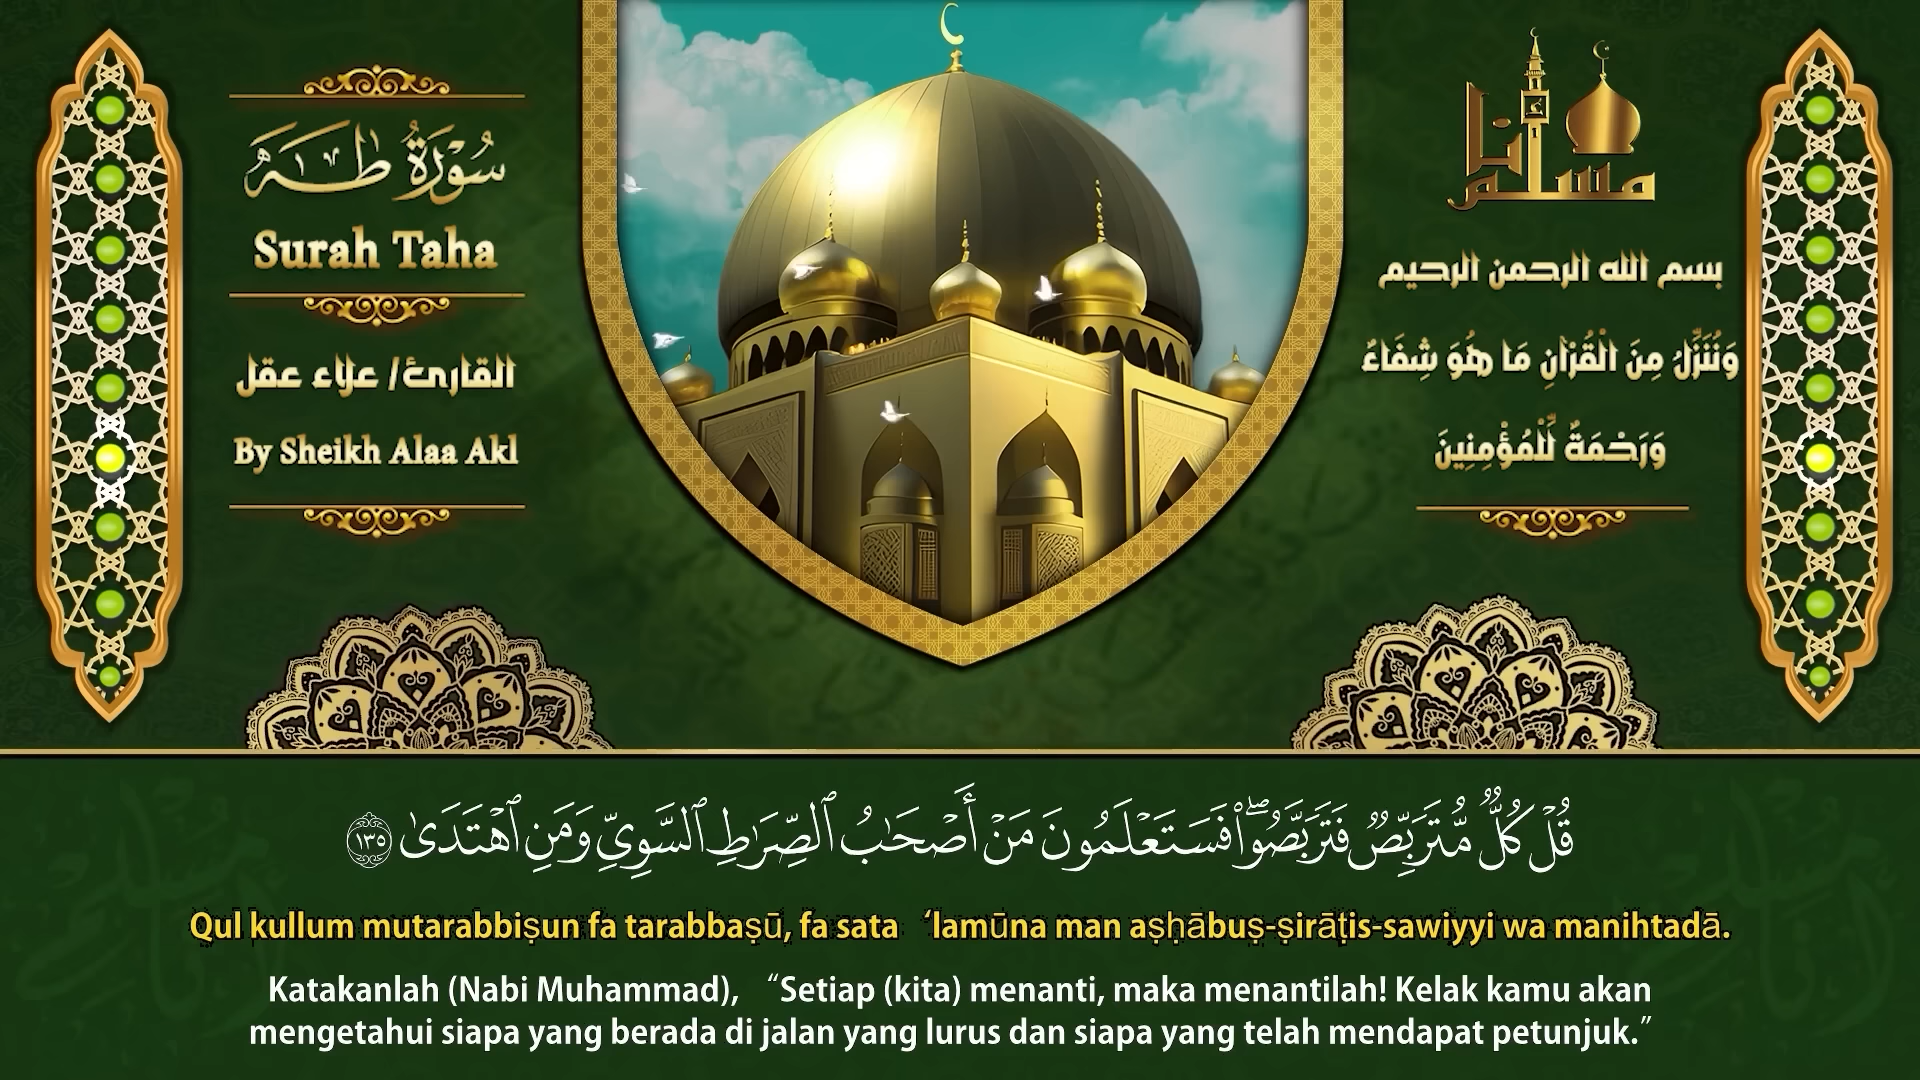 سُورَةُ طه
Surah Taha
القارئ/ علاء عقل
By Sheikh Alaa Akl
أنا مسلم
بسم الله الرحمن الرحيم
وَنُنَزِّلُ مِنَ الْقُرْآنِ مَا هُوَ شِفَاءٌ
وَرَحْمَةٌ لِّلْمُؤْمِنِينَ
قُلْ كُلٌّ مُّتَرَبِّصٌ فَتَرَبَّصُوا۟ ۖ فَسَتَعْلَمُونَ مَنْ أَصْحَـٰبُ ٱلصِّرَٰطِ ٱلسَّوِىِّ وَمَنِ ٱهْتَدَىٰ ١٣٥
Qul kullum mutarabbiṣun fa tarabbaṣū, fa sata ‘lamūna man aṣḥābuṣ-ṣirāṭis-sawiyyi wa manihtadā.
Katakanlah (Nabi Muhammad), “Setiap (kita) menanti, maka menantilah! Kelak kamu akan
mengetahui siapa yang berada di jalan yang lurus dan siapa yang telah mendapat petunjuk.”